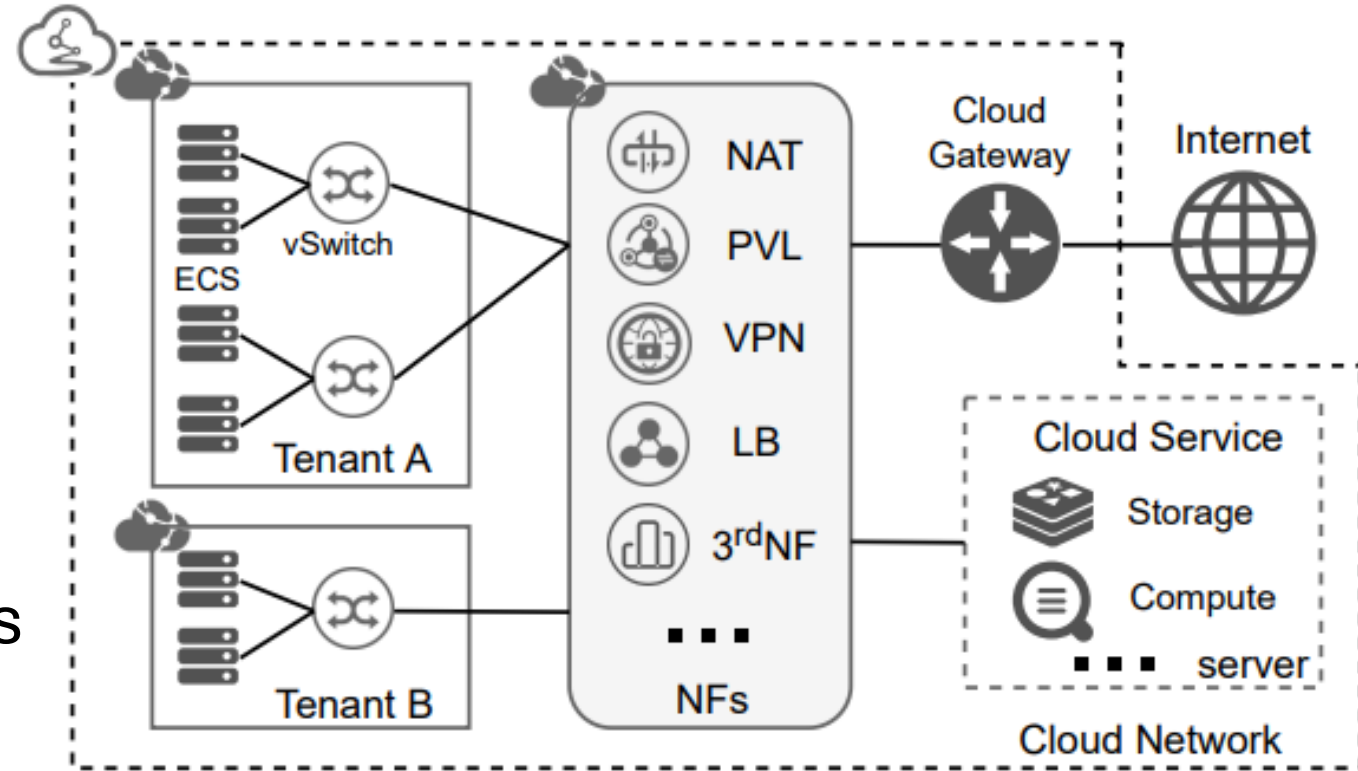 vSwitch
ECS
Tenant A
s
Tenant B
NAT
PVL
VPN
LB
3rdNF
...
NFs
Cloud
Gateway
Internet
Cloud Service
Storage
Compute
... server
Cloud Network